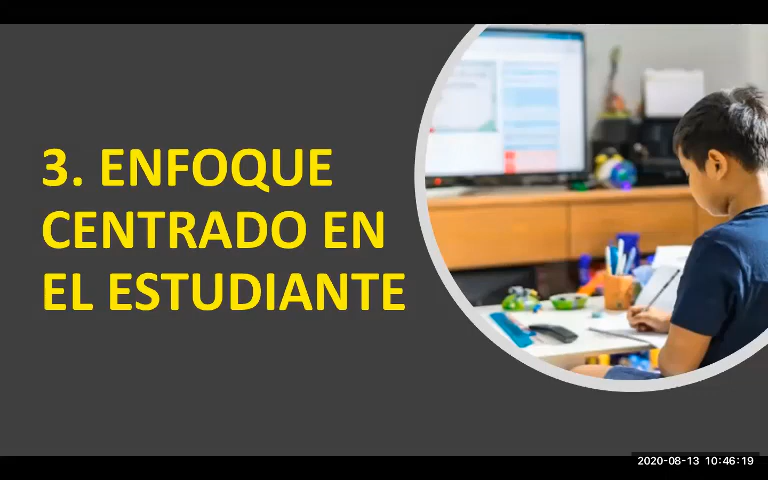 3. ENFOQUE
CENTRADO EN
EL ESTUDIANTE
2020-08-13 10:46:19